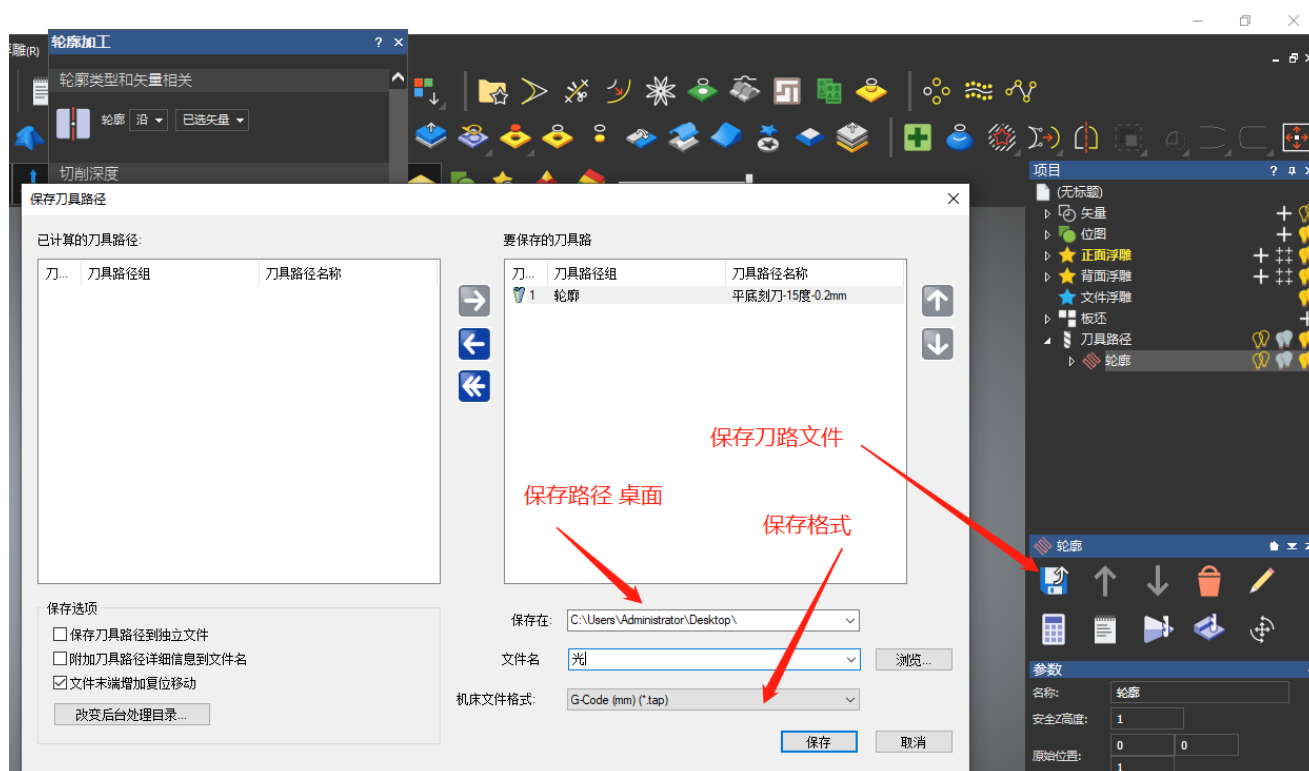 轮廓加工
? ×
雕(R)
轮廓类型和矢量相关
轮廓 沿 已选矢量
切削深度
保存刀具路径
已计算的刀具路径:
刀... 刀具路径组 刀具路径名称
要保存的刀具路
刀... 刀具路径组 刀具路径名称
1 轮廓 平底刻刀-15度-0.2mm
保存刀路文件
保存路径 桌面
保存格式
保存选项
保存刀具路径到独立文件
附加刀具路径详细信息到文件名
文件末端增加复位移动
改变后台处理目录...
保存在: C:\Users\Administrator\Desktop\
文件名 光 浏览...
机床文件格式: G-Code (mm) (*.tap)
保存 取消
项目
?
(无标题)
矢量
位图
正面浮雕
背面浮雕
文件浮雕
板坯
刀具路径
轮廓
轮廓
参数
名称: 轮廓
安全Z高度: 1
原始位置: 0 0
1